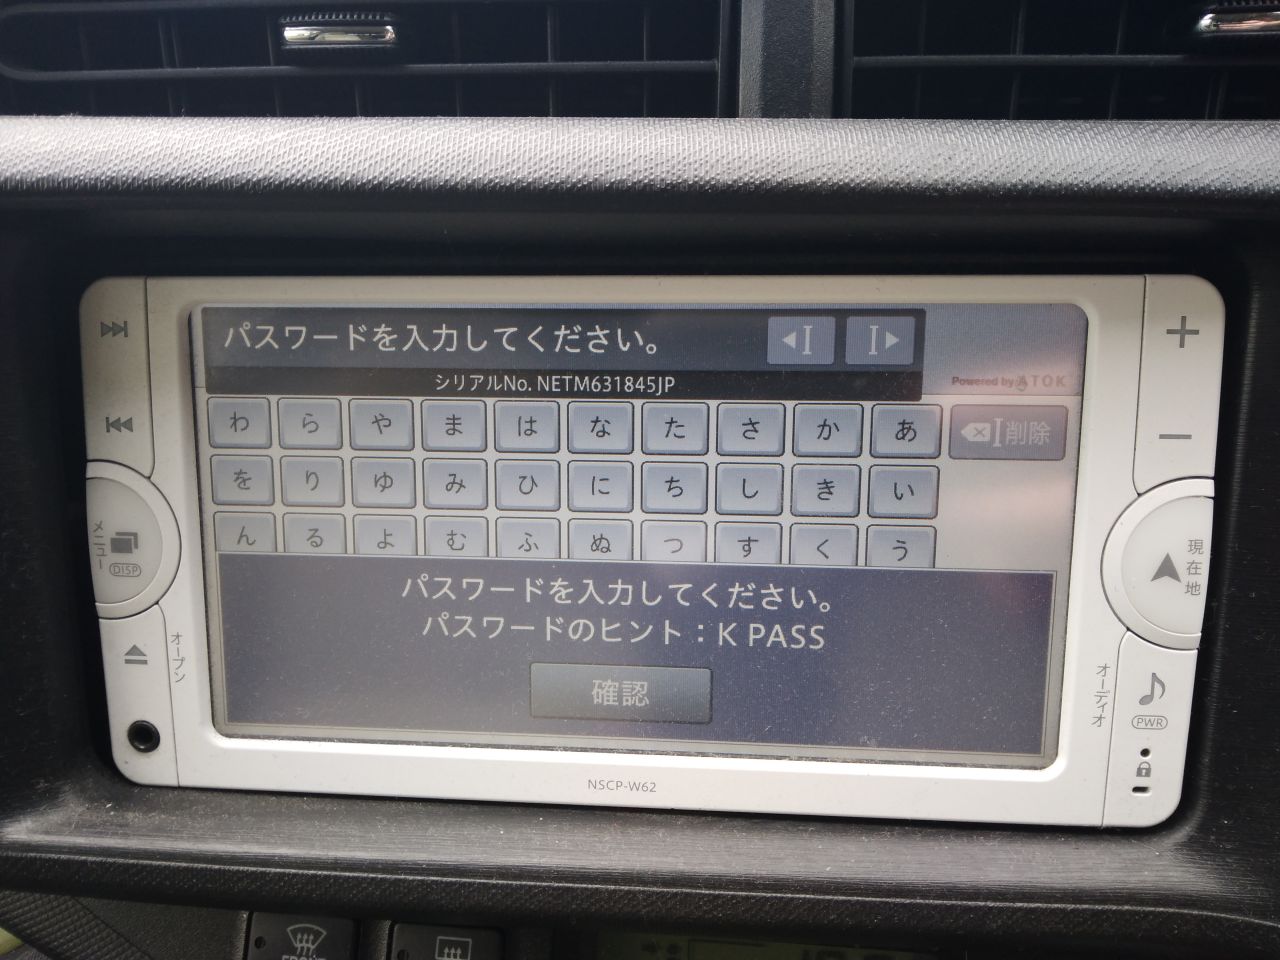 パスワードを入力してください。
シリアルNo. NETM631845JP
Powered by ATOK
わ ら や ま は な た さ か あ 削除
を り ゆ み ひ に ち し き い
ん る よ む ふ ぬ つ す く う
パスワードを入力してください。
パスワードのヒント：K PASS
確認
メニュー
DISP
オープン
現在地
オーディオ
PWR
NSCP-W62
FRONT